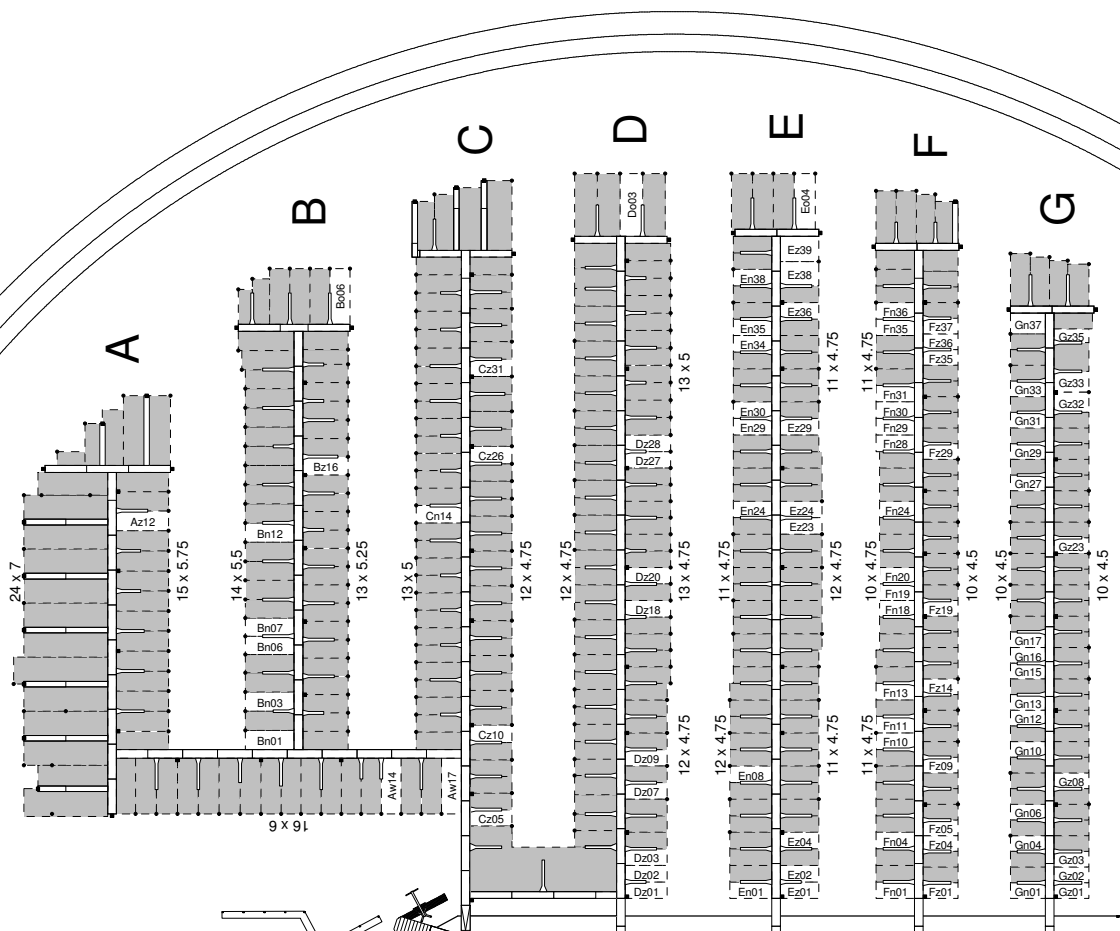 A
B
C
D
E
F
G
24 x 7
Az12
15 x 5.75
16 x 6
Aw14
Aw17
Bo06
14 x 5.5
Bn12
Bn07
Bn06
Bn03
Bn01
Bz16
13 x 5.25
13 x 5
Cn14
Cz31
Cz26
Cz10
Cz05
12 x 4.75
12 x 4.75
Do03
13 x 5
Dz28
Dz27
Dz20
Dz18
Dz09
Dz07
Dz03
Dz02
Dz01
13 x 4.75
12 x 4.75
Eo04
En38
En35
En34
En30
En29
En24
En08
En01
11 x 4.75
12 x 4.75
Ez39
Ez38
Ez36
Ez29
Ez24
Ez23
Ez04
Ez02
Ez01
11 x 4.75
12 x 4.75
11 x 4.75
11 x 4.75
10 x 4.75
11 x 4.75
Fn36
Fn35
Fn31
Fn30
Fn29
Fn28
Fn24
Fn20
Fn19
Fn18
Fn13
Fn11
Fn10
Fn04
Fn01
Fz37
Fz36
Fz35
Fz29
Fz19
Fz14
Fz09
Fz05
Fz04
Fz01
10 x 4.5
10 x 4.5
Gn37
Gn33
Gn31
Gn29
Gn27
Gn17
Gn16
Gn15
Gn13
Gn12
Gn10
Gn06
Gn04
Gn01
Gz35
Gz33
Gz32
Gz23
Gz08
Gz03
Gz02
Gz01
10 x 4.5